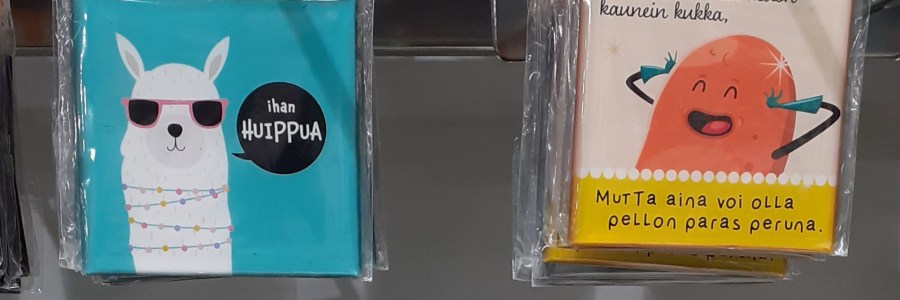 ihan
HUIPPUA
kaunein kukka,
MUTTA AINA VOI OLLA
PELLON PARAS PERUNA.